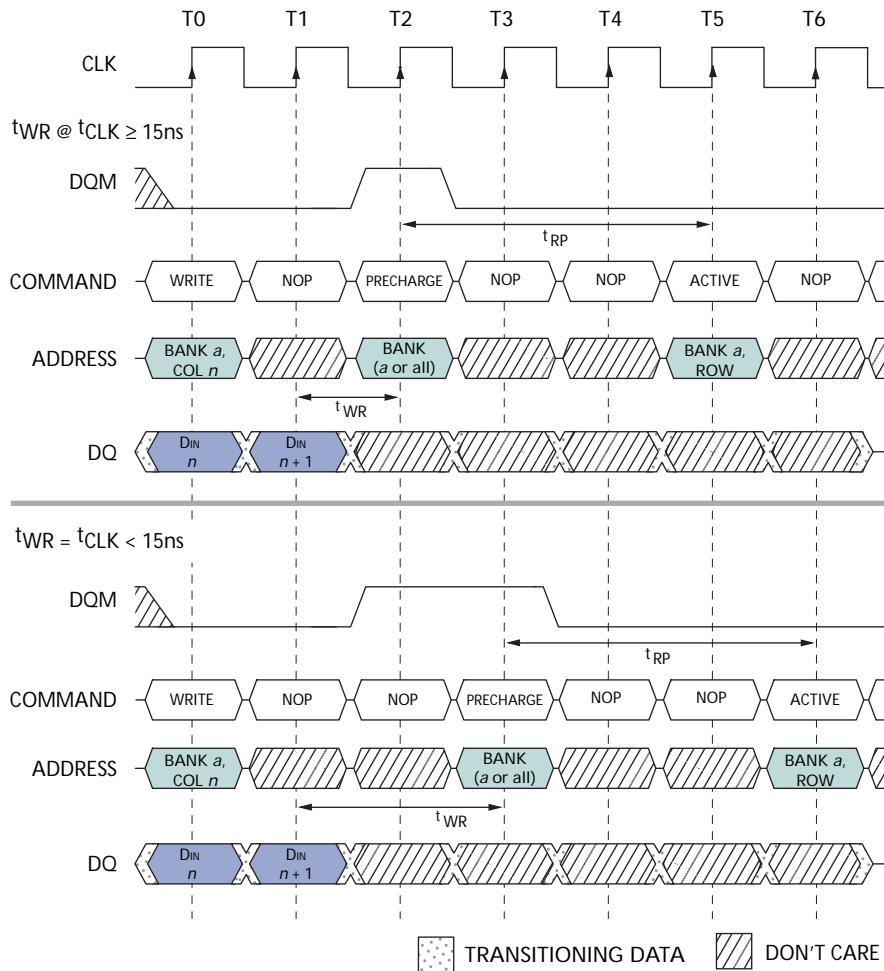 T0 T1 T2 T3 T4 T5 T6
CLK
tWR @ tCLK ≥ 15ns
DQM
tRP
COMMAND WRITE NOP PRECHARGE NOP NOP ACTIVE NOP
ADDRESS BANK a, COL n BANK (a or all) BANK a, ROW
tWR
DQ DIN n DIN n + 1
tWR = tCLK < 15ns
DQM
tRP
COMMAND WRITE NOP NOP PRECHARGE NOP NOP ACTIVE
ADDRESS BANK a, COL n BANK (a or all) BANK a, ROW
tWR
DQ DIN n DIN n + 1
TRANSITIONING DATA DON'T CARE